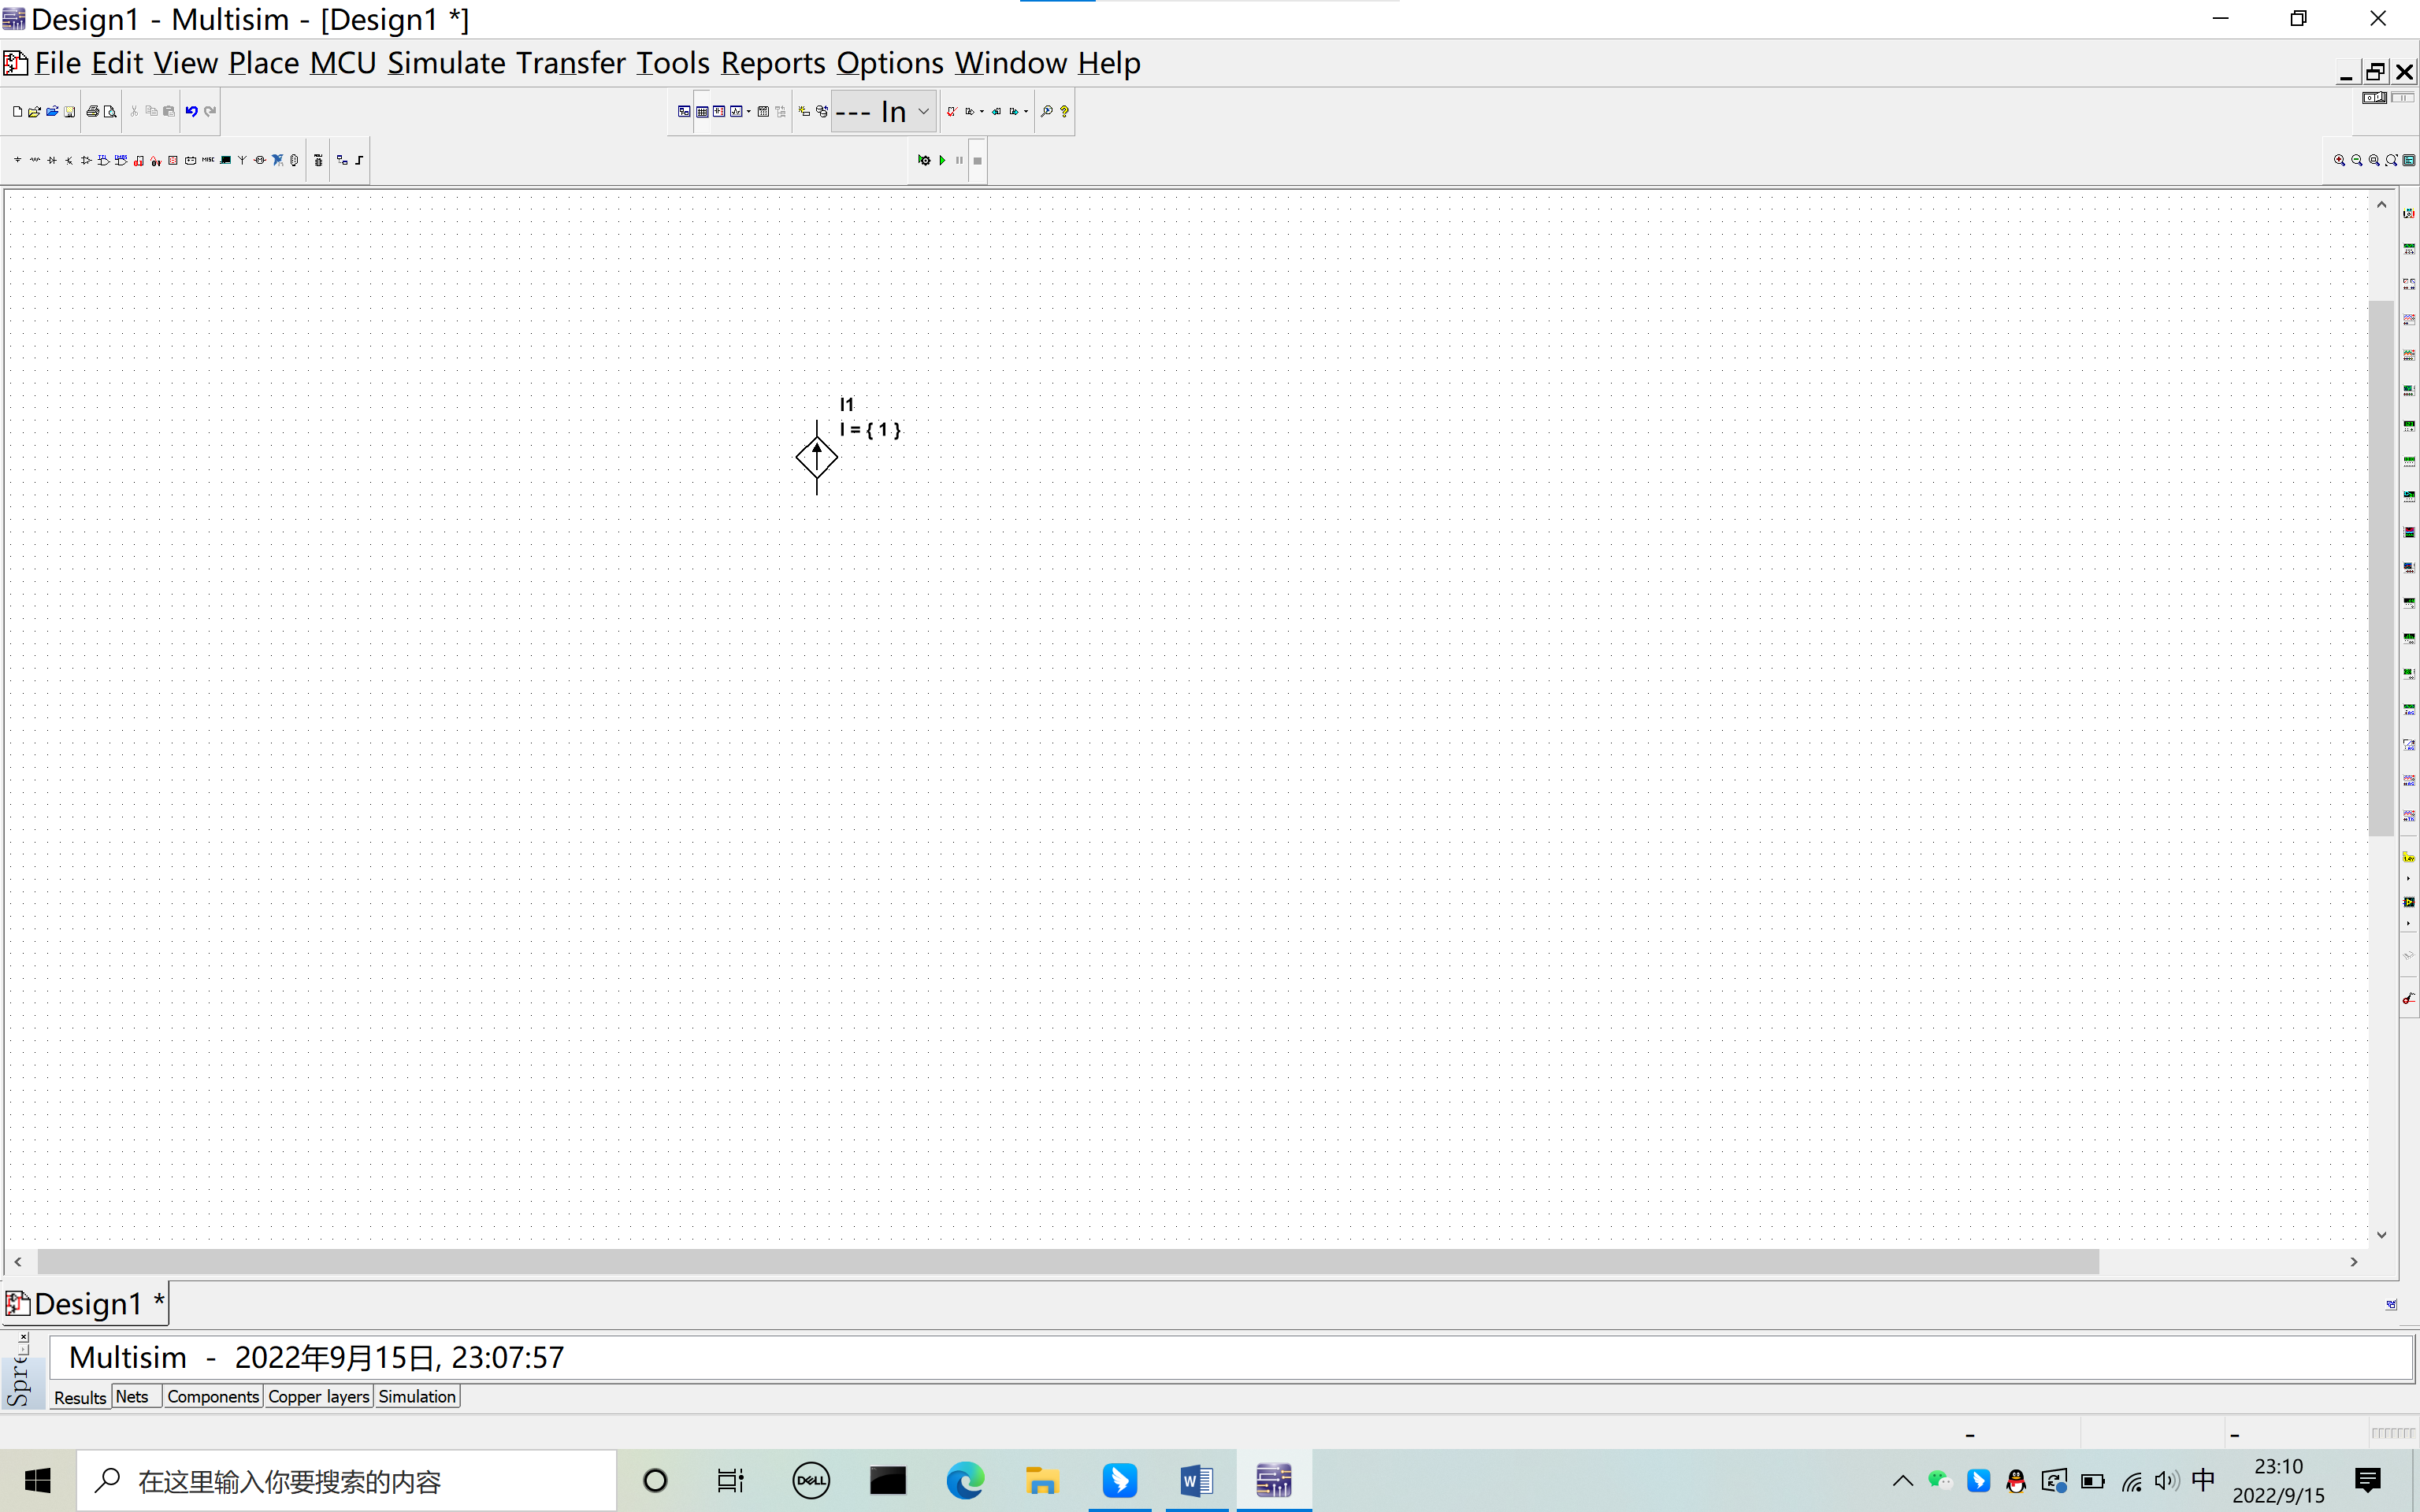 Design1 - Multisim - [Design1 *]
File Edit View Place MCU Simulate Transfer Tools Reports Options Window Help
--- In
MISC
I1
I = { 1 }
Design1 *
Spre
Multisim - 2022年9月15日, 23:07:57
Results Nets Components Copper layers Simulation
在这里输入你要搜索的内容
DELL
W
中
23:10
2022/9/15